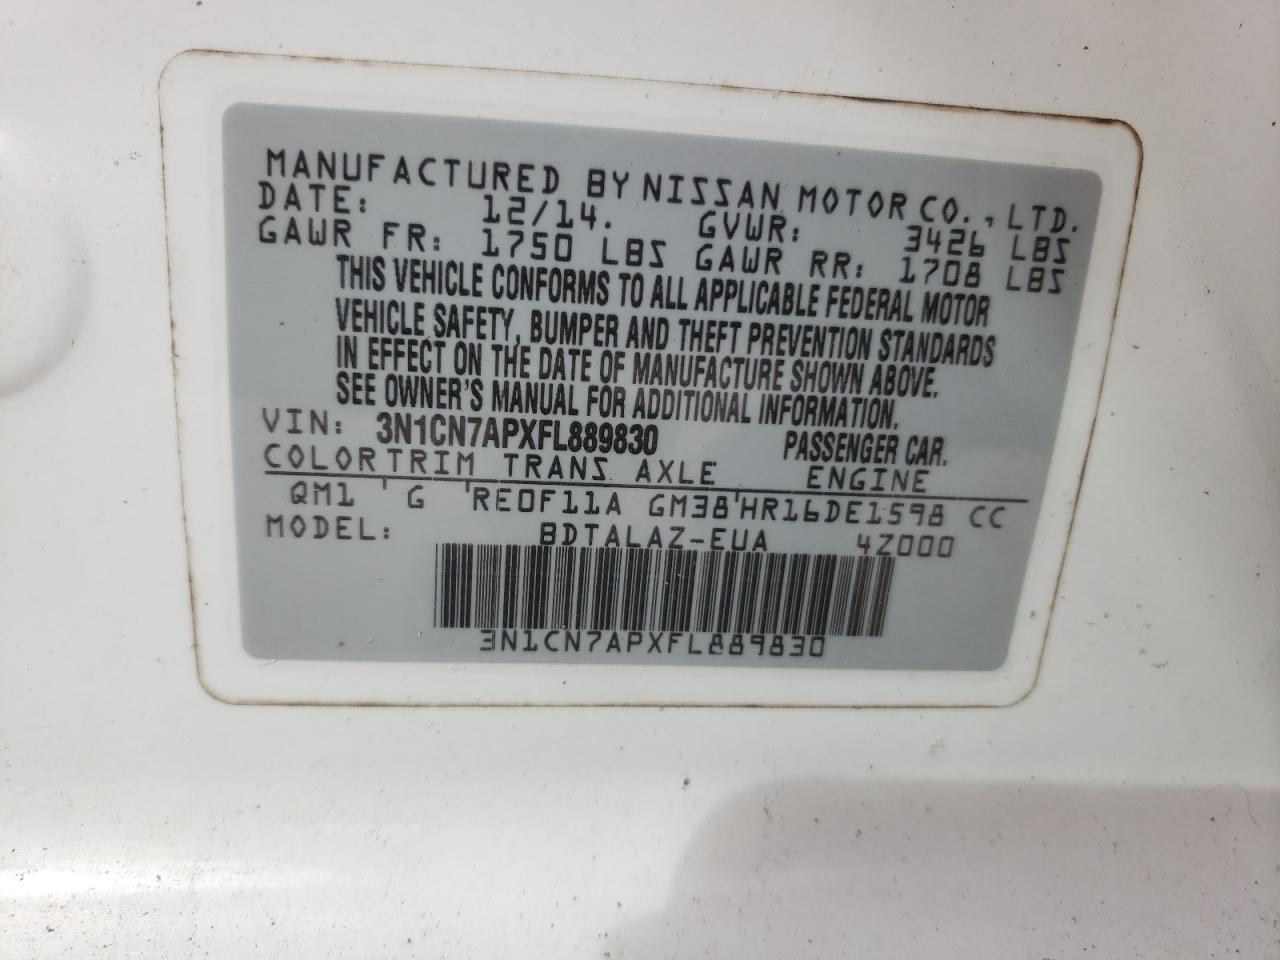 MANUFACTURED BY NISSAN MOTOR CO., LTD.
DATE: 12/14. GVWR: 3426 LBS
GAWR FR: 1750 LBS GAWR RR: 1708 LBS
THIS VEHICLE CONFORMS TO ALL APPLICABLE FEDERAL MOTOR
VEHICLE SAFETY, BUMPER AND THEFT PREVENTION STANDARDS
IN EFFECT ON THE DATE OF MANUFACTURE SHOWN ABOVE.
SEE OWNER'S MANUAL FOR ADDITIONAL INFORMATION.
VIN: 3N1CN7APXFL889830 PASSENGER CAR.
COLOR TRIM TRANS AXLE ENGINE
QM1 G RE0F11A GM38 HR16DE1598 CC
MODEL: BDTALAZ-EUA 4Z000
3N1CN7APXFL889830